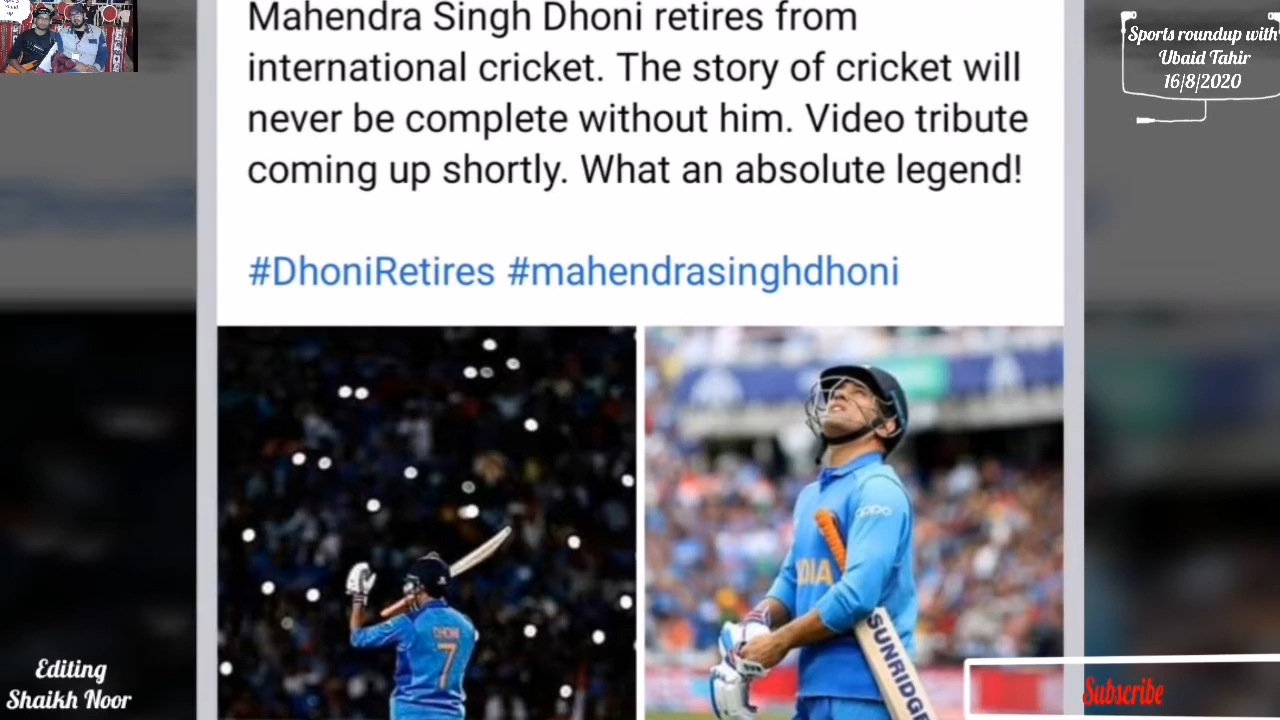 Mahendra Singh Dhoni retires from
international cricket. The story of cricket will
never be complete without him. Video tribute
coming up shortly. What an absolute legend!
#DhoniRetires #mahendrasinghdhoni
Sports roundup with
Ubaid Tahir
16/8/2020
DHONI
7
oppo
INDIA
SUNRIDGE
Editing
Shaikh Noor
Subscribe